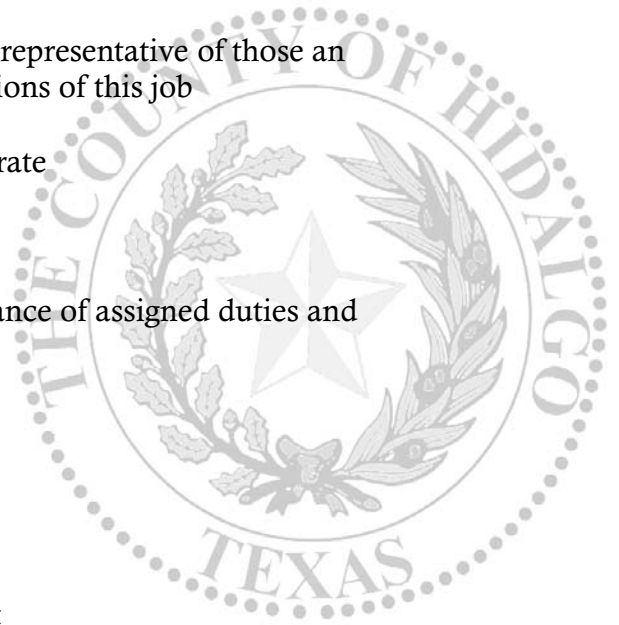 representative of those an
ions of this job
rate
ance of assigned duties and
THE COUNTY OF HIDALGO
TEXAS